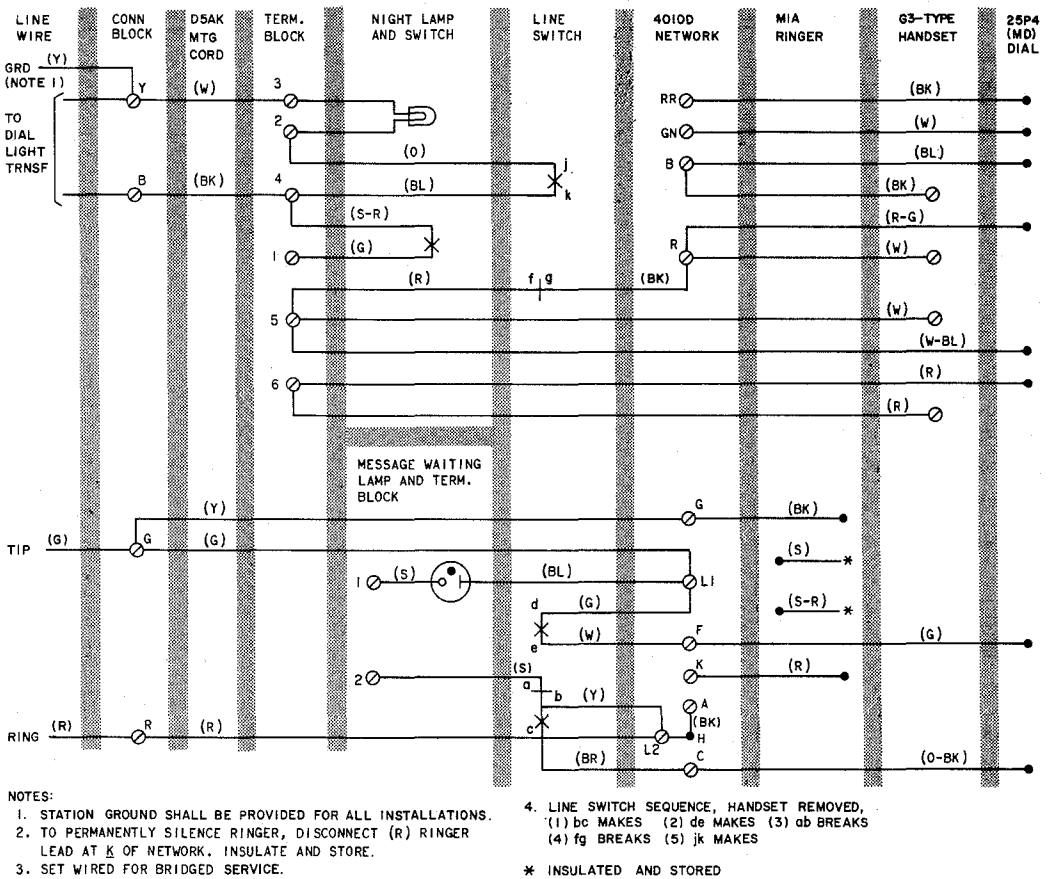 LINE WIRE
CONN BLOCK
D5AK MTG CORD
TERM. BLOCK
NIGHT LAMP AND SWITCH
LINE SWITCH
4010D NETWORK
M1A RINGER
G3-TYPE HANDSET
25P4 (MD) DIAL
GRD (Y)
(NOTE 1)
Y (W) 3
RR (BK)
TO DIAL LIGHT TRNSF
2
GN (W)
(O) j
B (BL)
B (BK) 4 (BL) k
(BK)
(S-R)
(R-G)
1 (G)
R (W)
(R) f g (BK)
5 (W)
(W-BL)
6 (R)
(R)
MESSAGE WAITING
LAMP AND TERM.
BLOCK
(Y) G (BK)
TIP (G) G (G)
(S) *
1 (S) (BL) L1
d (G)
(S-R) *
e (W) F (G)
K (R)
2 (S)
a b (Y) A
c (BK)
RING (R) R (R) L2 H
(BR) C (O-BK)
NOTES:
1. STATION GROUND SHALL BE PROVIDED FOR ALL INSTALLATIONS.
2. TO PERMANENTLY SILENCE RINGER, DISCONNECT (R) RINGER
LEAD AT K OF NETWORK. INSULATE AND STORE.
3. SET WIRED FOR BRIDGED SERVICE.
4. LINE SWITCH SEQUENCE, HANDSET REMOVED,
(1) bc MAKES (2) de MAKES (3) ab BREAKS
(4) fg BREAKS (5) jk MAKES
* INSULATED AND STORED